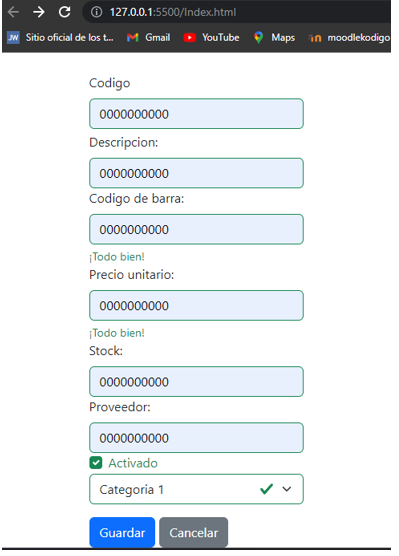 127.0.0.1:5500/Index.html
JW Sitio oficial de los t... Gmail YouTube Maps moodlekodigo
Codigo
0000000000
Descripcion:
0000000000
Codigo de barra:
0000000000
¡Todo bien!
Precio unitario:
0000000000
¡Todo bien!
Stock:
0000000000
Proveedor:
0000000000
Activado
Categoria 1
Guardar Cancelar